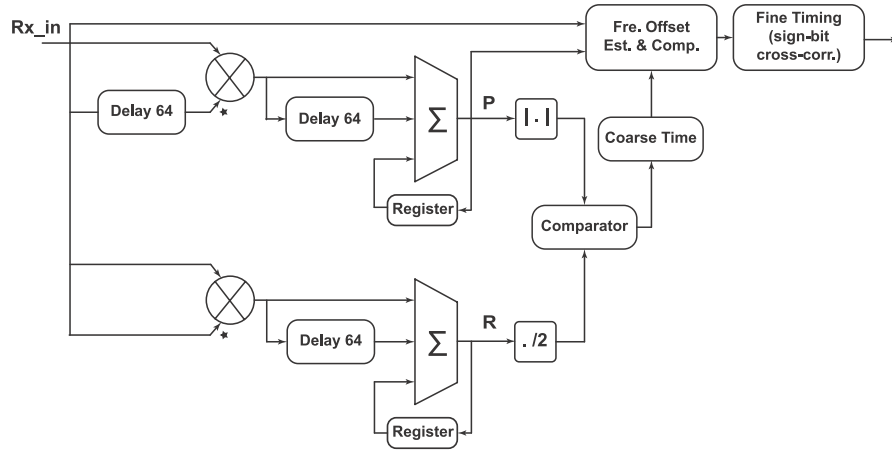 Rx_in
Fre. Offset
Est. & Comp.
Fine Timing
(sign-bit
cross-corr.)
*
Delay 64
Delay 64
Σ
P
| . |
Coarse Time
Register
Comparator
*
Delay 64
Σ
R
. /2
Register